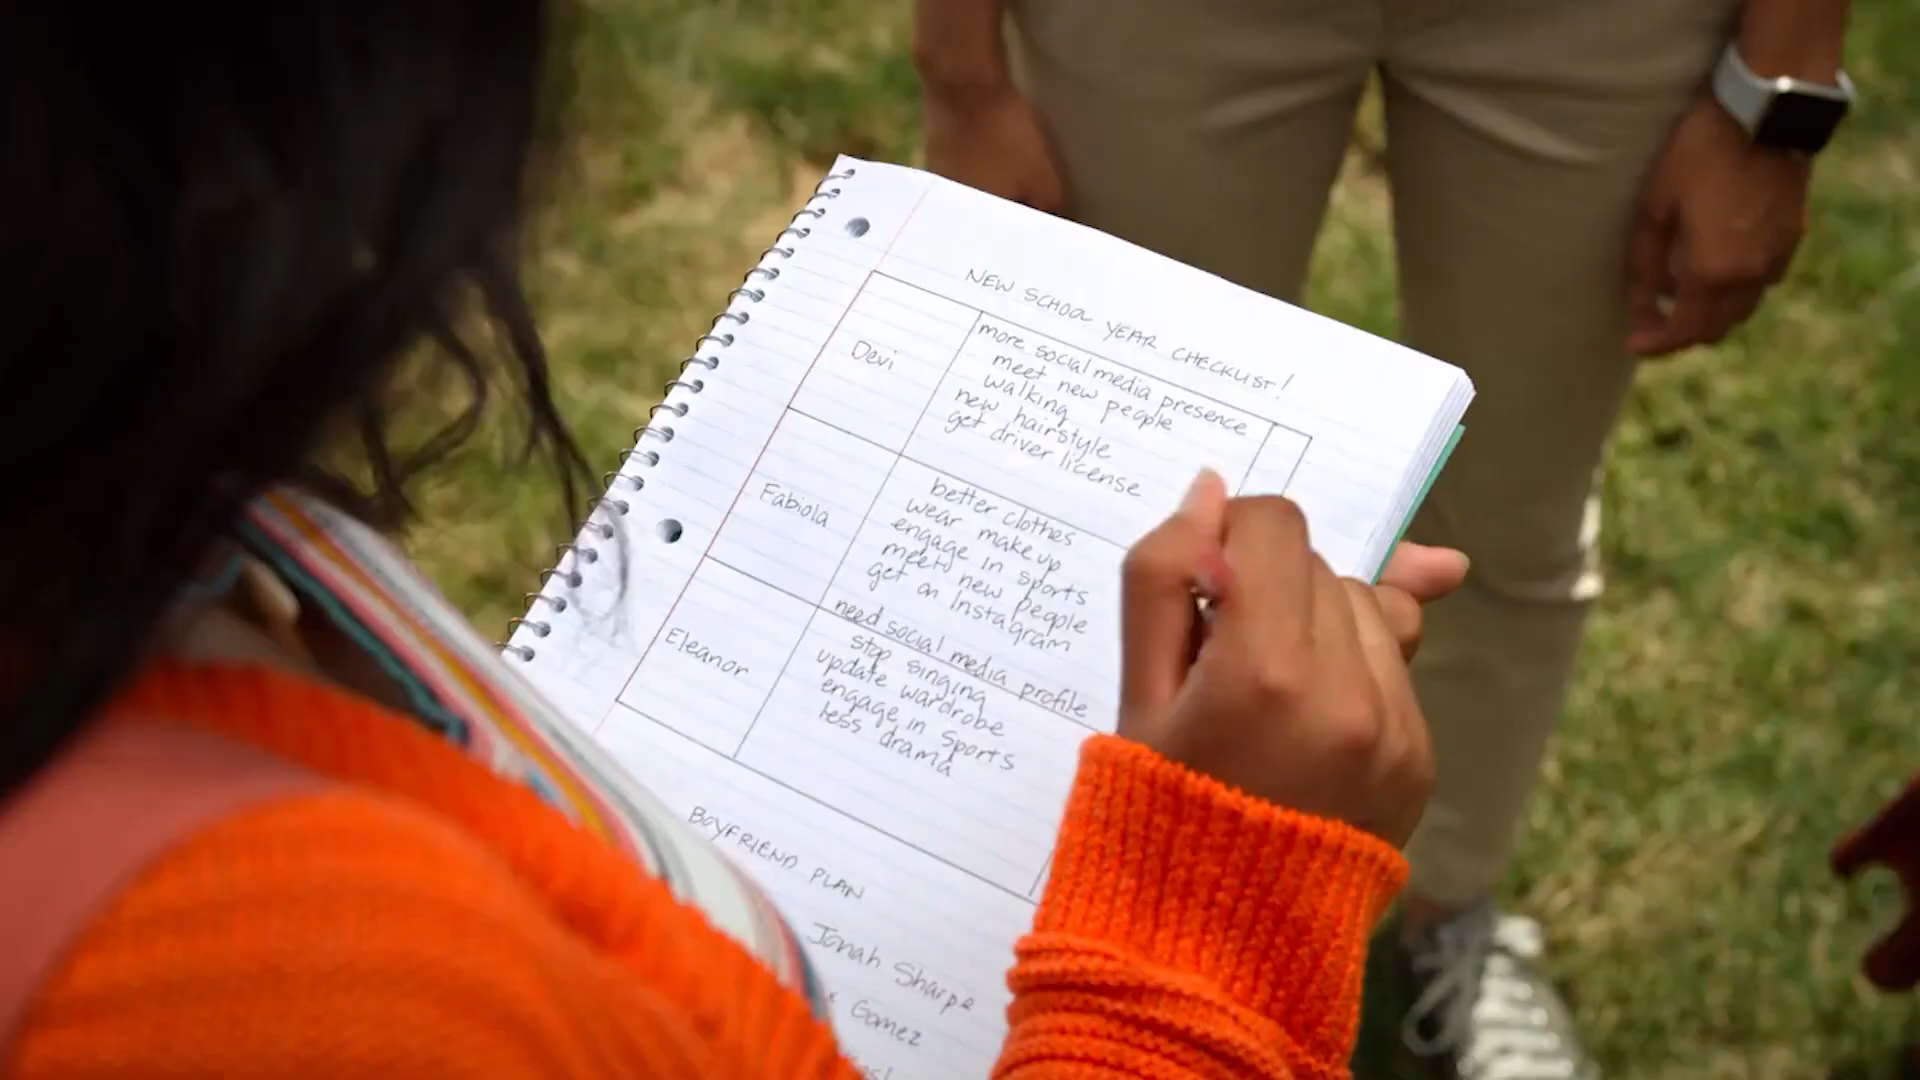 NEW SCHOOL YEAR CHECKLIST!
Devi
more social media presence
meet new people
walking
new hairstyle
get driver license
Fabiola
better clothes
wear make up
engage in sports
meet new people
get an Instagram
Eleanor
need social media profile
stop singing
update wardrobe
engage in sports
less drama
BOYFRIEND PLAN
Jonah Sharpe
Gomez